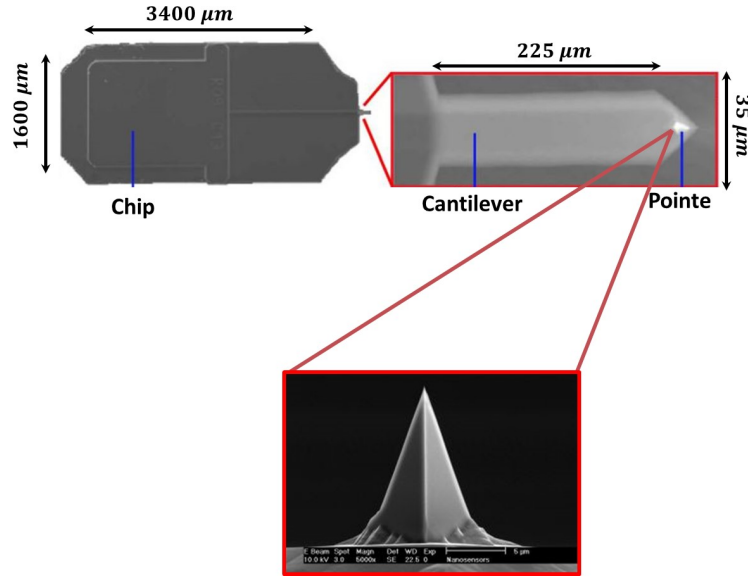 3400 μm
225 μm
1600 μm
35 μm
Chip
Cantilever
Pointe
E Beam Spot Magn Det WD Exp
10.0 kV 3.0 5000x SE 22.5 0 Nanosensors 5 μm